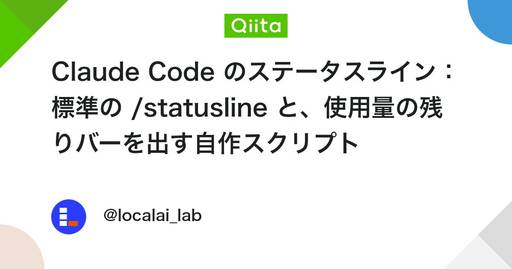 Qiita
Claude Code のステータスライン：
標準の /statusline と、使用量の残
りバーを出す自作スクリプト
@localai_lab